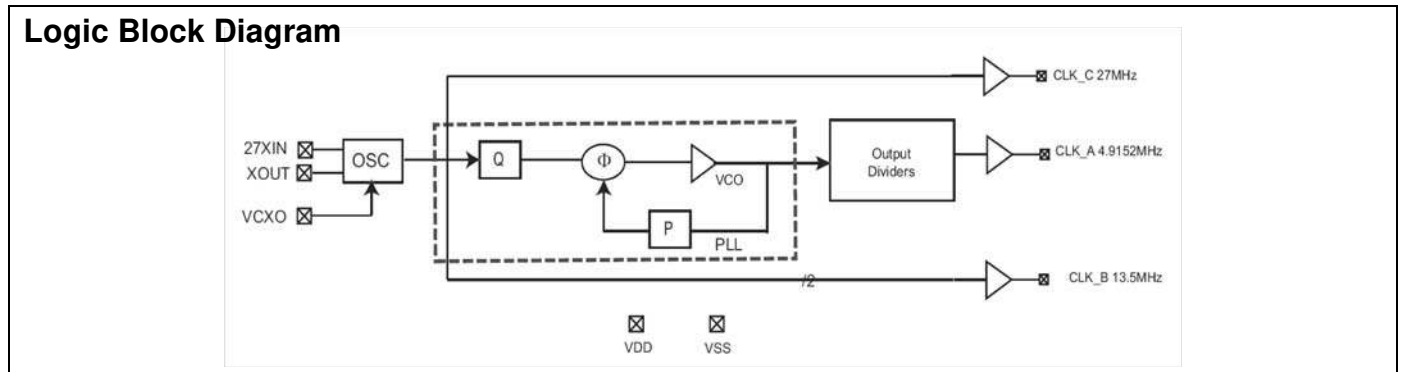 Logic Block Diagram
CLK_C 27MHz
27XIN
XOUT
OSC
Q
Φ
VCO
Output
Dividers
CLK_A 4.9152MHz
VCXO
P
PLL
/2
CLK_B 13.5MHz
VDD
VSS